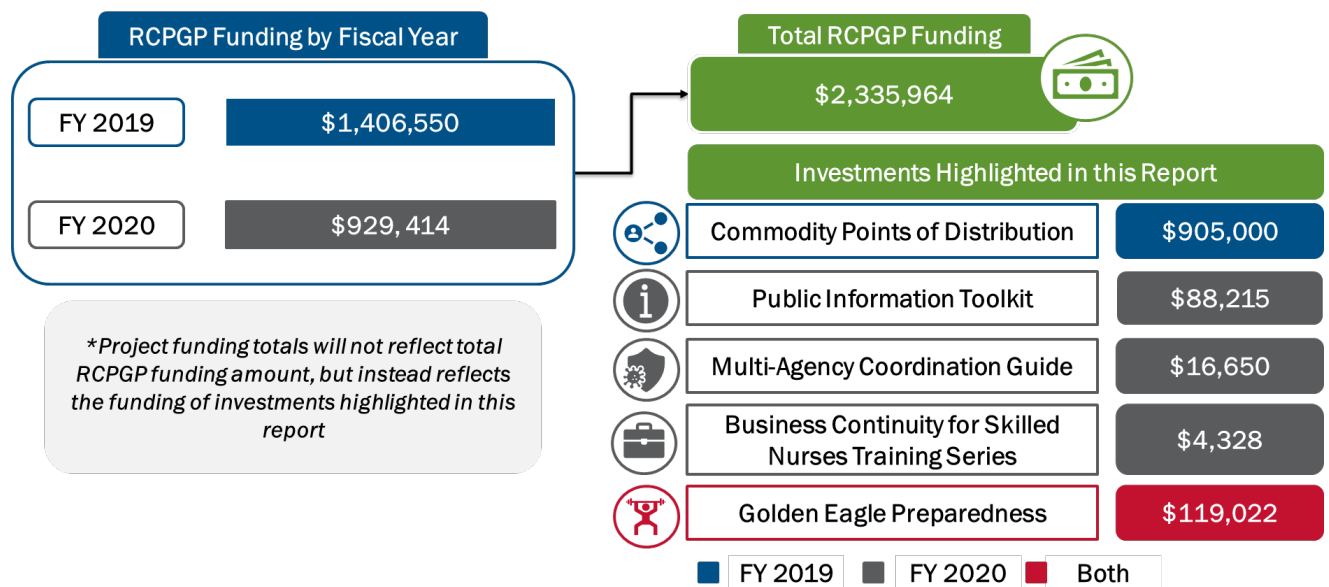 RCPGP Funding by Fiscal Year
FY 2019
$1,406,550
FY 2020
$929, 414
*Project funding totals will not reflect total
RCPGP funding amount, but instead reflects
the funding of investments highlighted in this
report
Total RCPGP Funding
$2,335,964
Investments Highlighted in this Report
Commodity Points of Distribution
$905,000
Public Information Toolkit
$88,215
Multi-Agency Coordination Guide
$16,650
Business Continuity for Skilled
Nurses Training Series
$4,328
Golden Eagle Preparedness
$119,022
FY 2019
FY 2020
Both